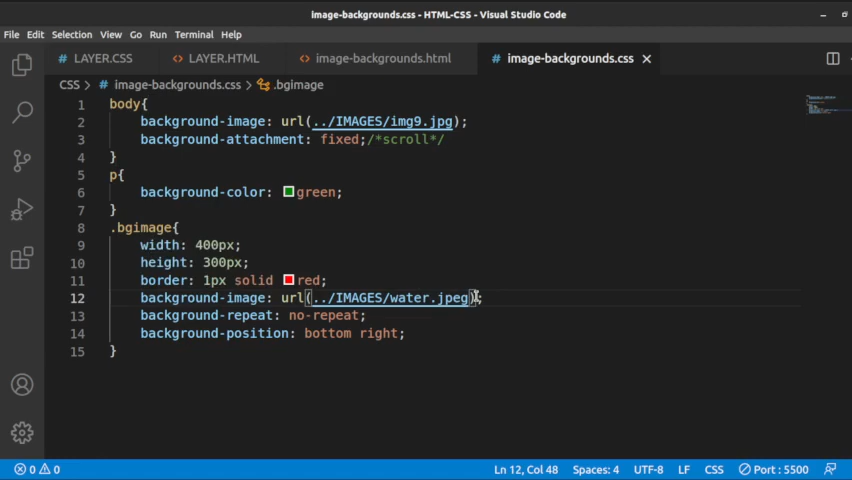 image-backgrounds.css - HTML-CSS - Visual Studio Code
File Edit Selection View Go Run Terminal Help
# LAYER.CSS <> LAYER.HTML <> image-backgrounds.html # image-backgrounds.css
CSS > # image-backgrounds.css > .bgimage
1 body{
2 background-image: url(../IMAGES/img9.jpg);
3 background-attachment: fixed;/*scroll*/
4 }
5 p{
6 background-color: green;
7 }
8 .bgimage{
9 width: 400px;
10 height: 300px;
11 border: 1px solid red;
12 background-image: url(../IMAGES/water.jpeg);
13 background-repeat: no-repeat;
14 background-position: bottom right;
15 }
0 0 Ln 12, Col 48 Spaces: 4 UTF-8 LF CSS Port : 5500